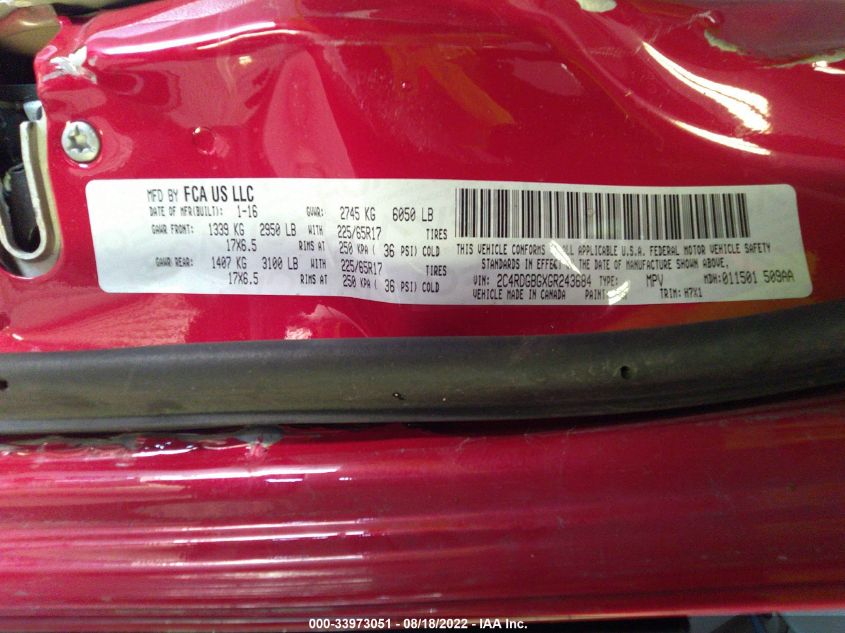 MFD BY FCA US LLC
DATE OF MFR(BUILT): 1-16 GVWR: 2745 KG 6050 LB
GAWR FRONT: 1339 KG 2950 LB WITH 225/65R17 TIRES
17X6.5 RIMS AT 250 KPA ( 36 PSI) COLD
GAWR REAR: 1407 KG 3100 LB WITH 225/65R17 TIRES
17X6.5 RIMS AT 250 KPA ( 36 PSI) COLD
THIS VEHICLE CONFORMS TO ALL APPLICABLE U.S.A. FEDERAL MOTOR VEHICLE SAFETY
STANDARDS IN EFFECT ON THE DATE OF MANUFACTURE SHOWN ABOVE.
VIN: 2C4RDGBGXGR243684 TYPE: MPV MDH: 011501 509AA
VEHICLE MADE IN CANADA PAINT: TRIM: H7X1
000-33973051 - 08/18/2022 - IAA Inc.